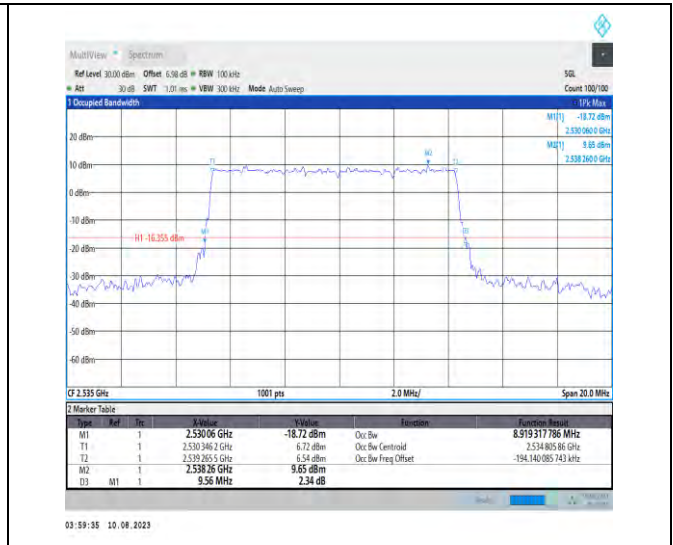 MultiView Spectrum
Ref Level 30.00 dBm Offset 6.98 dB RBW 100 kHz SGL
Att 30 dB SWT 1.01 ms VBW 300 kHz Mode Auto Sweep Count 100/100
1 Occupied Bandwidth 1Pk Max
M1[1] -18.72 dBm
2.530 060 0 GHz
M2[1] 9.65 dBm
2.538 260 0 GHz
20 dBm
M2
10 dBm
T1 T2
0 dBm
-10 dBm
M1 D3
H1 -16.355 dBm
-20 dBm
-30 dBm
-40 dBm
-50 dBm
-60 dBm
CF 2.535 GHz 1001 pts 2.0 MHz/ Span 20.0 MHz
2 Marker Table
Type Ref Trc X-Value Y-Value Function Function Result
M1 1 2.530 06 GHz -18.72 dBm Occ Bw 8.919 317 786 MHz
T1 1 2.530 346 2 GHz 6.72 dBm Occ Bw Centroid 2.534 805 86 GHz
T2 1 2.539 265 5 GHz 6.54 dBm Occ Bw Freq Offset -194.140 085 743 kHz
M2 1 2.538 26 GHz 9.65 dBm
D3 M1 1 9.56 MHz 2.34 dB
03:59:35 10.08.2023